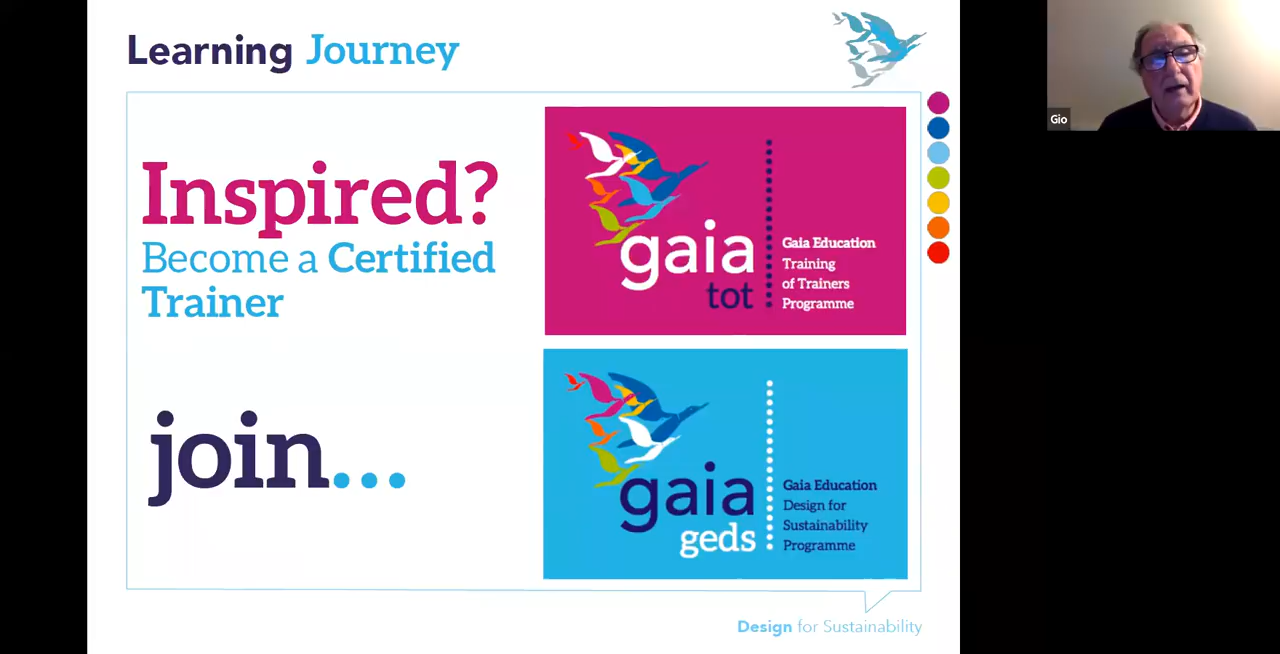 Learning Journey
Inspired?
Become a Certified
Trainer
join...
gaia
tot
Gaia Education
Training
of Trainers
Programme
gaia
geds
Gaia Education
Design for
Sustainability
Programme
Design for Sustainability
Gio